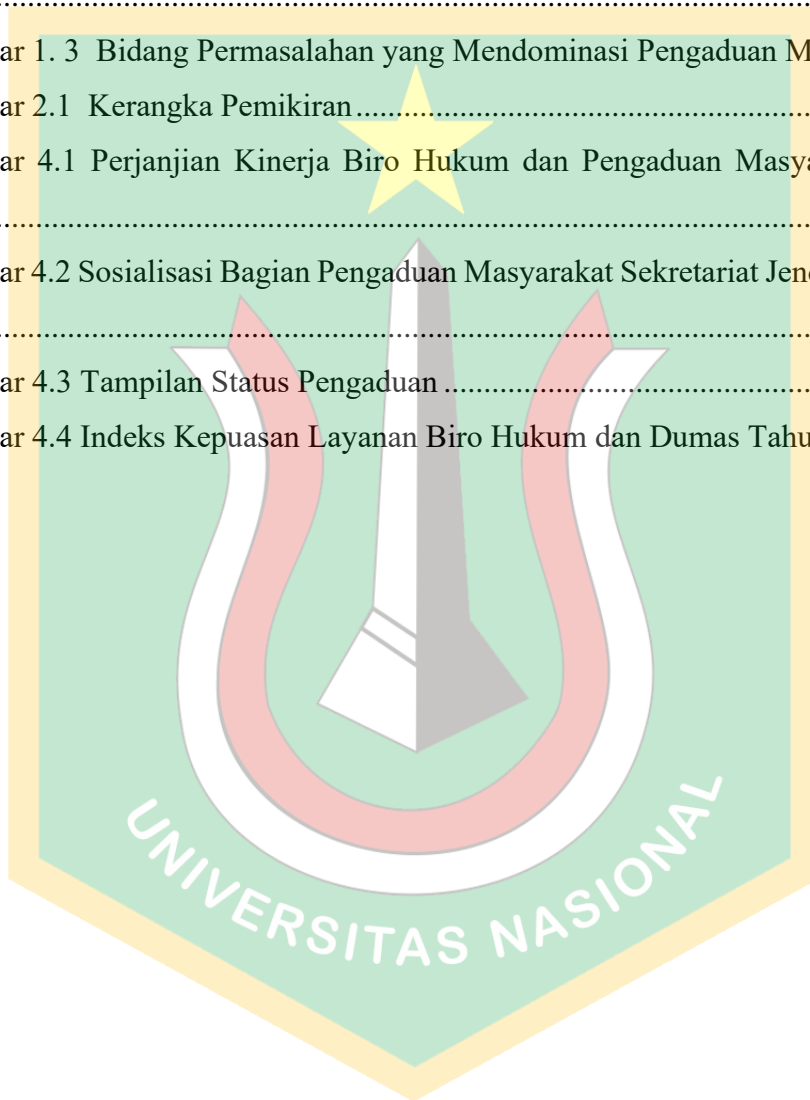 ................................................................................
ar 1. 3 Bidang Permasalahan yang Mendominasi Pengaduan M
ar 2.1 Kerangka Pemikiran................................................................
ar 4.1 Perjanjian Kinerja Biro Hukum dan Pengaduan Masya
................................................................................
ar 4.2 Sosialisasi Bagian Pengaduan Masyarakat Sekretariat Jend
................................................................................
ar 4.3 Tampilan Status Pengaduan ....................................................
ar 4.4 Indeks Kepuasan Layanan Biro Hukum dan Dumas Tahu
UNIVERSITAS NASIONAL